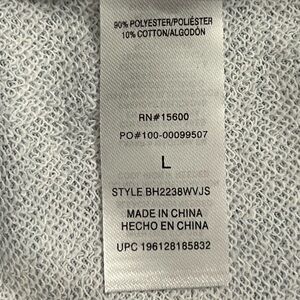 90% POLYESTER/POLIÉSTER
10% COTTON/ALGODÓN
RN#15600
PO#100-00099507
L
STYLE BH2238WVJS
MADE IN CHINA
HECHO EN CHINA
UPC 196128185832